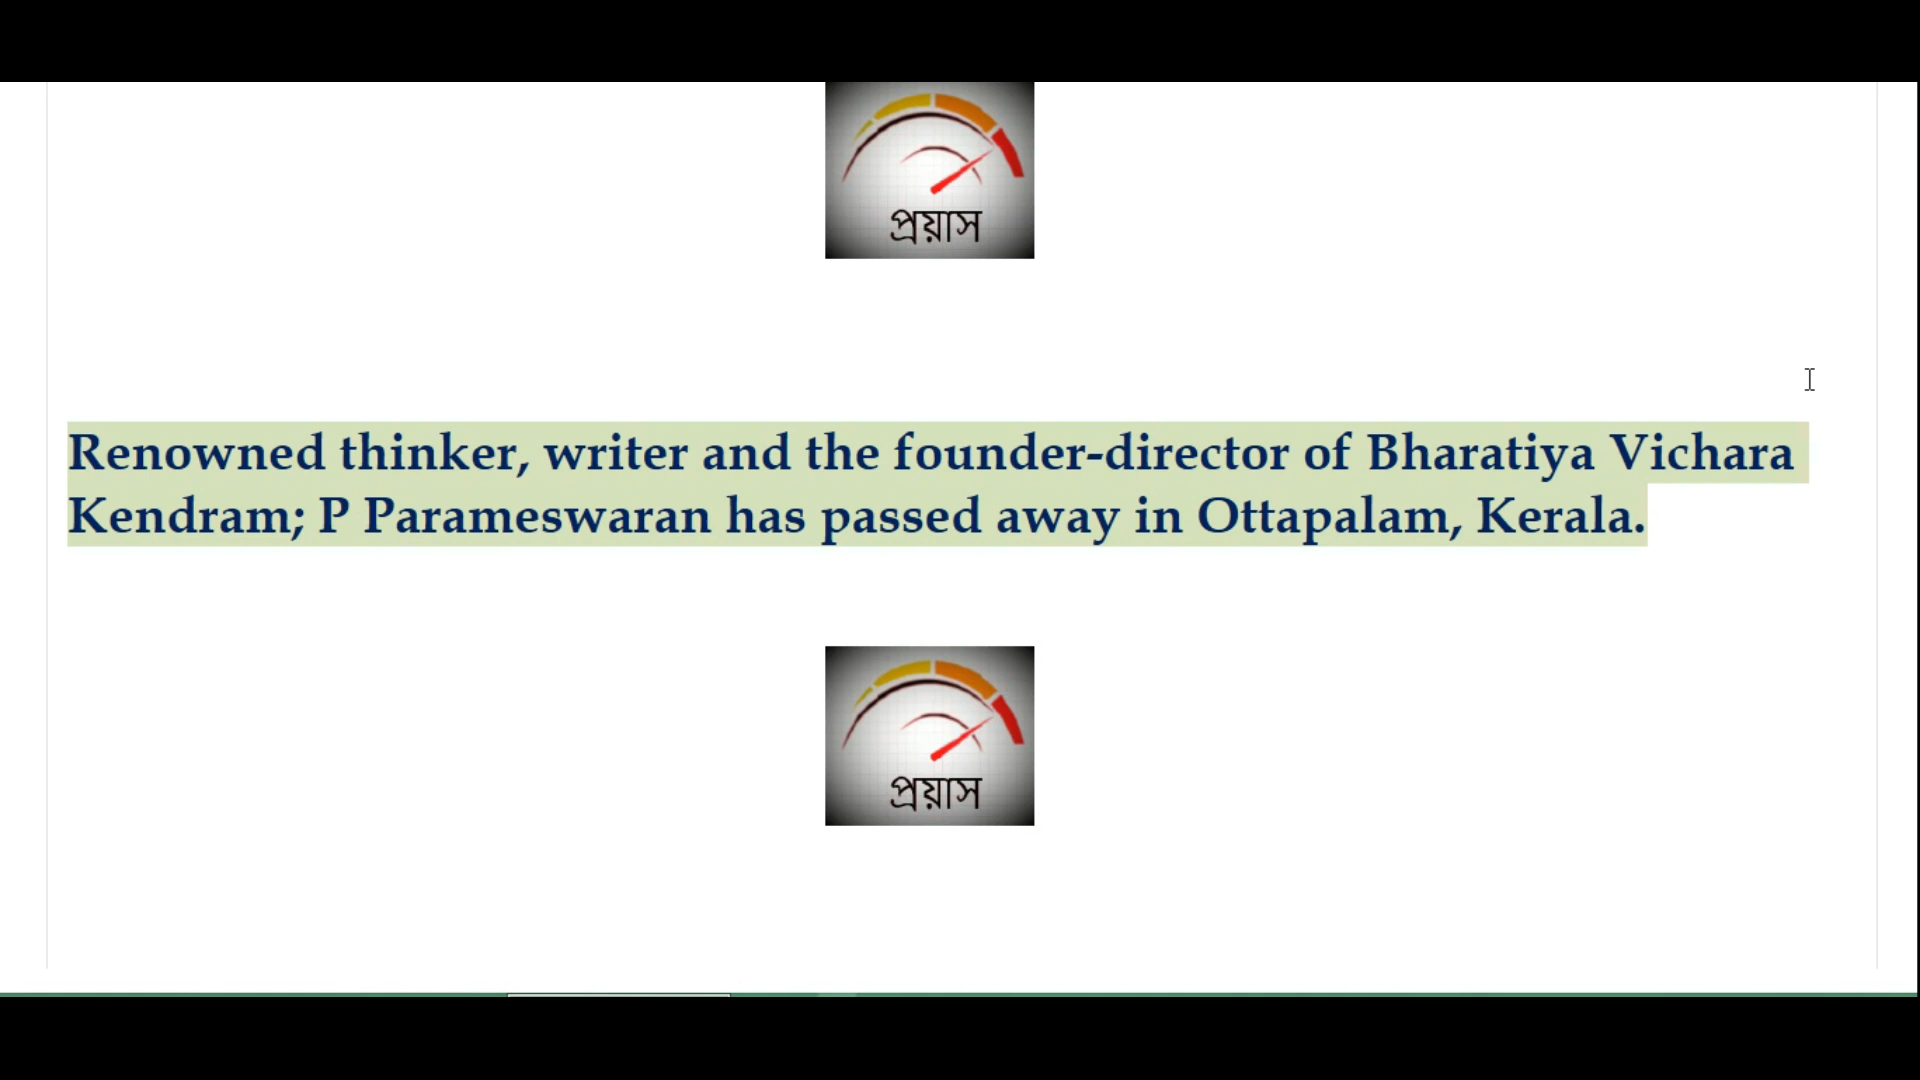 প্রয়াস
Renowned thinker, writer and the founder-director of Bharatiya Vichara
Kendram; P Parameswaran has passed away in Ottapalam, Kerala.
প্রয়াস